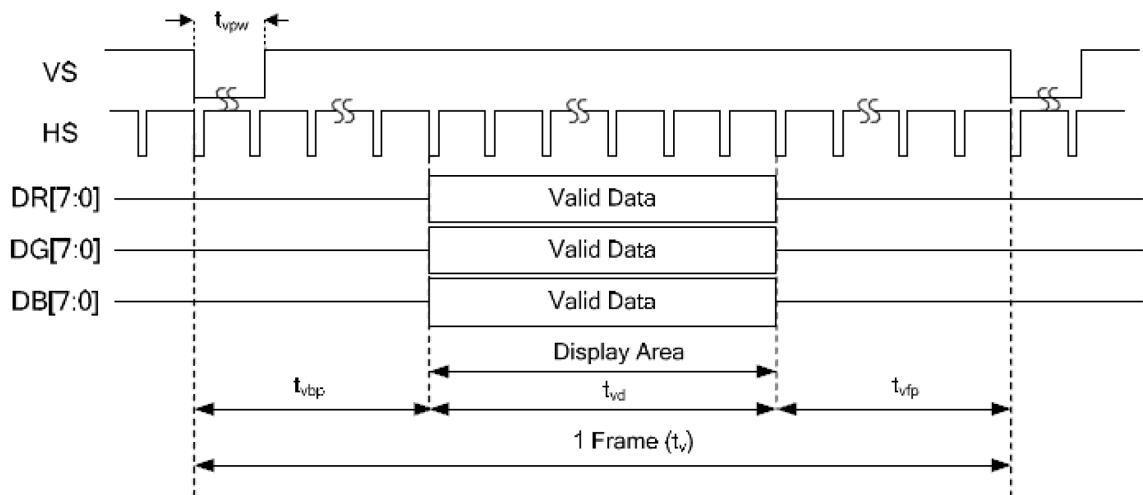 tvpw
VS
HS
DR[7:0] Valid Data
DG[7:0] Valid Data
DB[7:0] Valid Data
Display Area
tvbp tvd tvfp
1 Frame (tv)